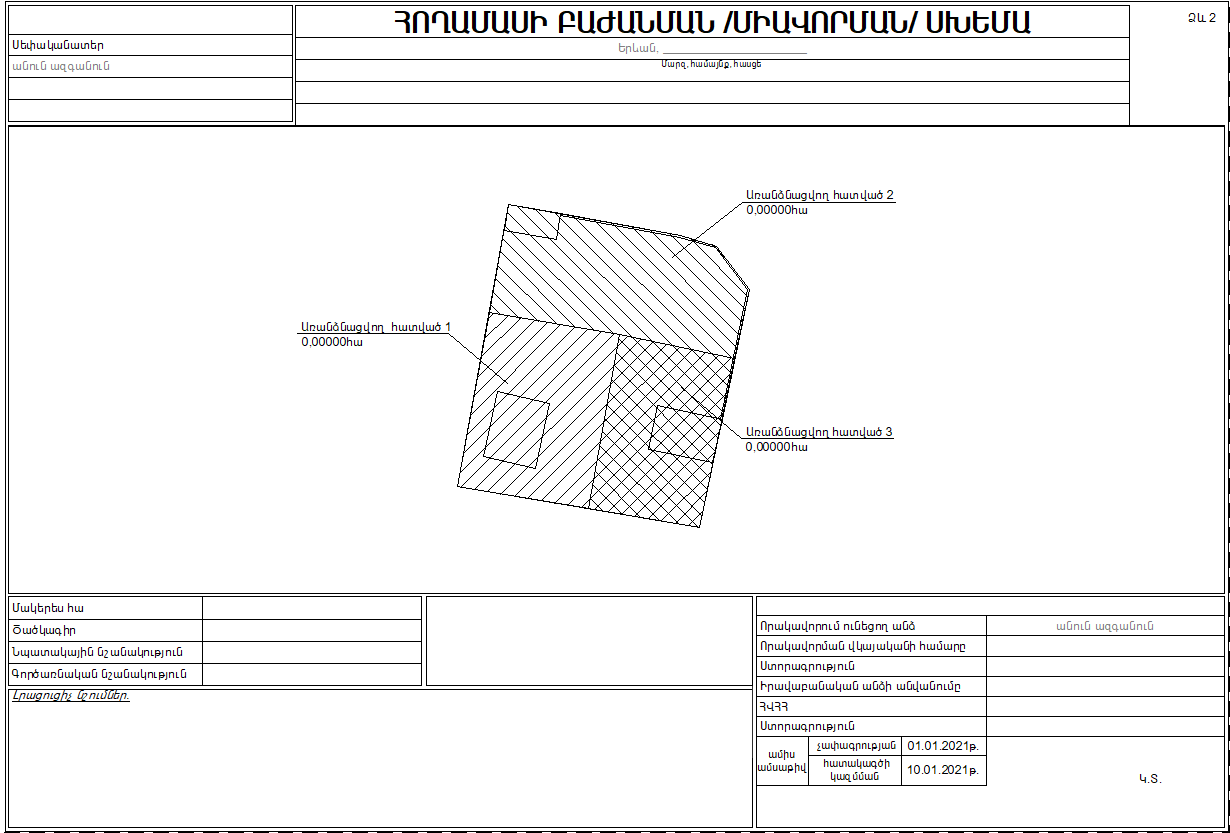 ՀՈՂԱՄԱՍԻ ԲԱԺԱՆՄԱՆ /ՄԻԱՎՈՐՄԱՆ/ ՍԽԵՄԱ
Ձև 2
Սեփականատեր
անուն ազգանուն
Երևան, ______________________
Մարզ, համայնք, հասցե
Առանձնացվող հատված 2
0,00000հա
Առանձնացվող հատված 1
0,00000հա
Առանձնացվող հատված 3
0,00000հա
Մակերես հա
Ծածկագիր
Նպատակային նշանակություն
Գործառնական նշանակություն
Լրացուցիչ նշումներ.
Որակավորում ունեցող անձ
անուն ազգանուն
Որակավորման վկայականի համարը
Ստորագրություն
Իրավաբանական անձի անվանումը
ՀՎՀՀ
Ստորագրություն
ամիս
ամսաթիվ
չափագրության
01.01.2021թ.
հատակագծի
կազմման
10.01.2021թ.
Կ.Տ.